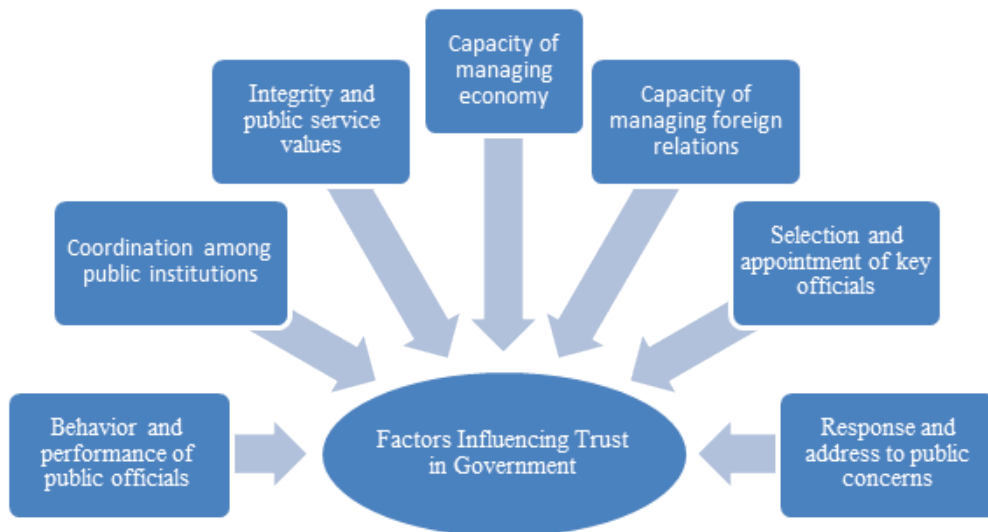 Capacity of
managing
economy
Integrity and
public service
values
Capacity of
managing foreign
relations
Coordination among
public institutions
Selection and
appointment of key
officials
Behavior and
performance of
public officials
Factors Influencing Trust
in Government
Response and
address to public
concerns